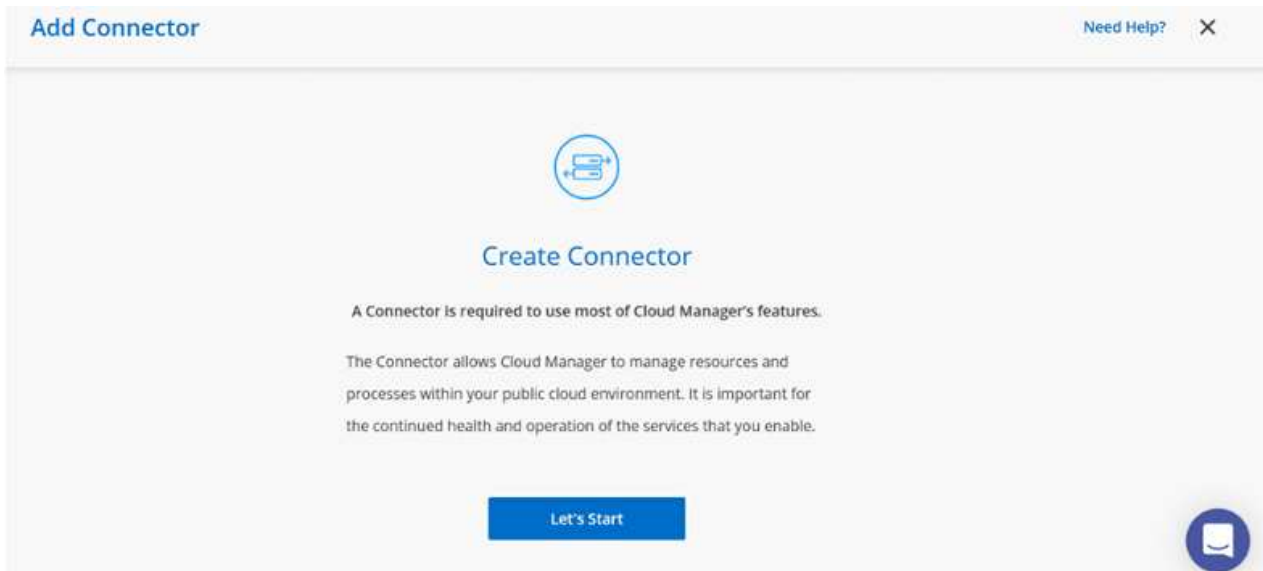 Add Connector
Need Help?
Create Connector
A Connector is required to use most of Cloud Manager's features.
The Connector allows Cloud Manager to manage resources and
processes within your public cloud environment. It is important for
the continued health and operation of the services that you enable.
Let's Start